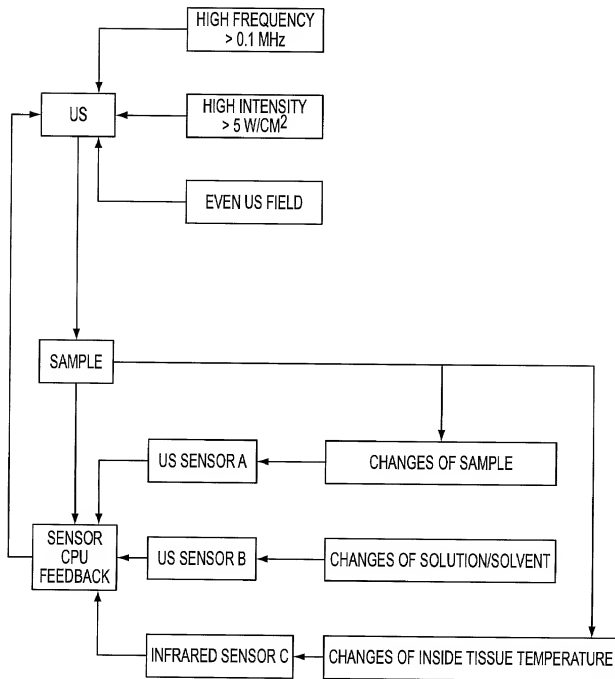 HIGH FREQUENCY
> 0.1 MHz
US
HIGH INTENSITY
> 5 W/CM²
EVEN US FIELD
SAMPLE
US SENSOR A
CHANGES OF SAMPLE
SENSOR
CPU
FEEDBACK
US SENSOR B
CHANGES OF SOLUTION/SOLVENT
INFRARED SENSOR C
CHANGES OF INSIDE TISSUE TEMPERATURE